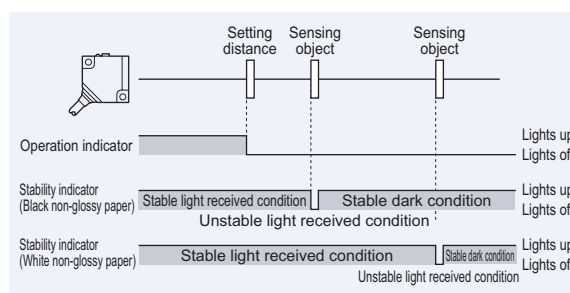 Setting distance
Sensing object
Sensing object
Operation indicator
Lights up
Lights of
Stability indicator
(Black non-glossy paper)
Stable light received condition
Stable dark condition
Lights up
Lights of
Unstable light received condition
Stability indicator
(White non-glossy paper)
Stable light received condition
Stable dark condition
Lights up
Lights of
Unstable light received condition